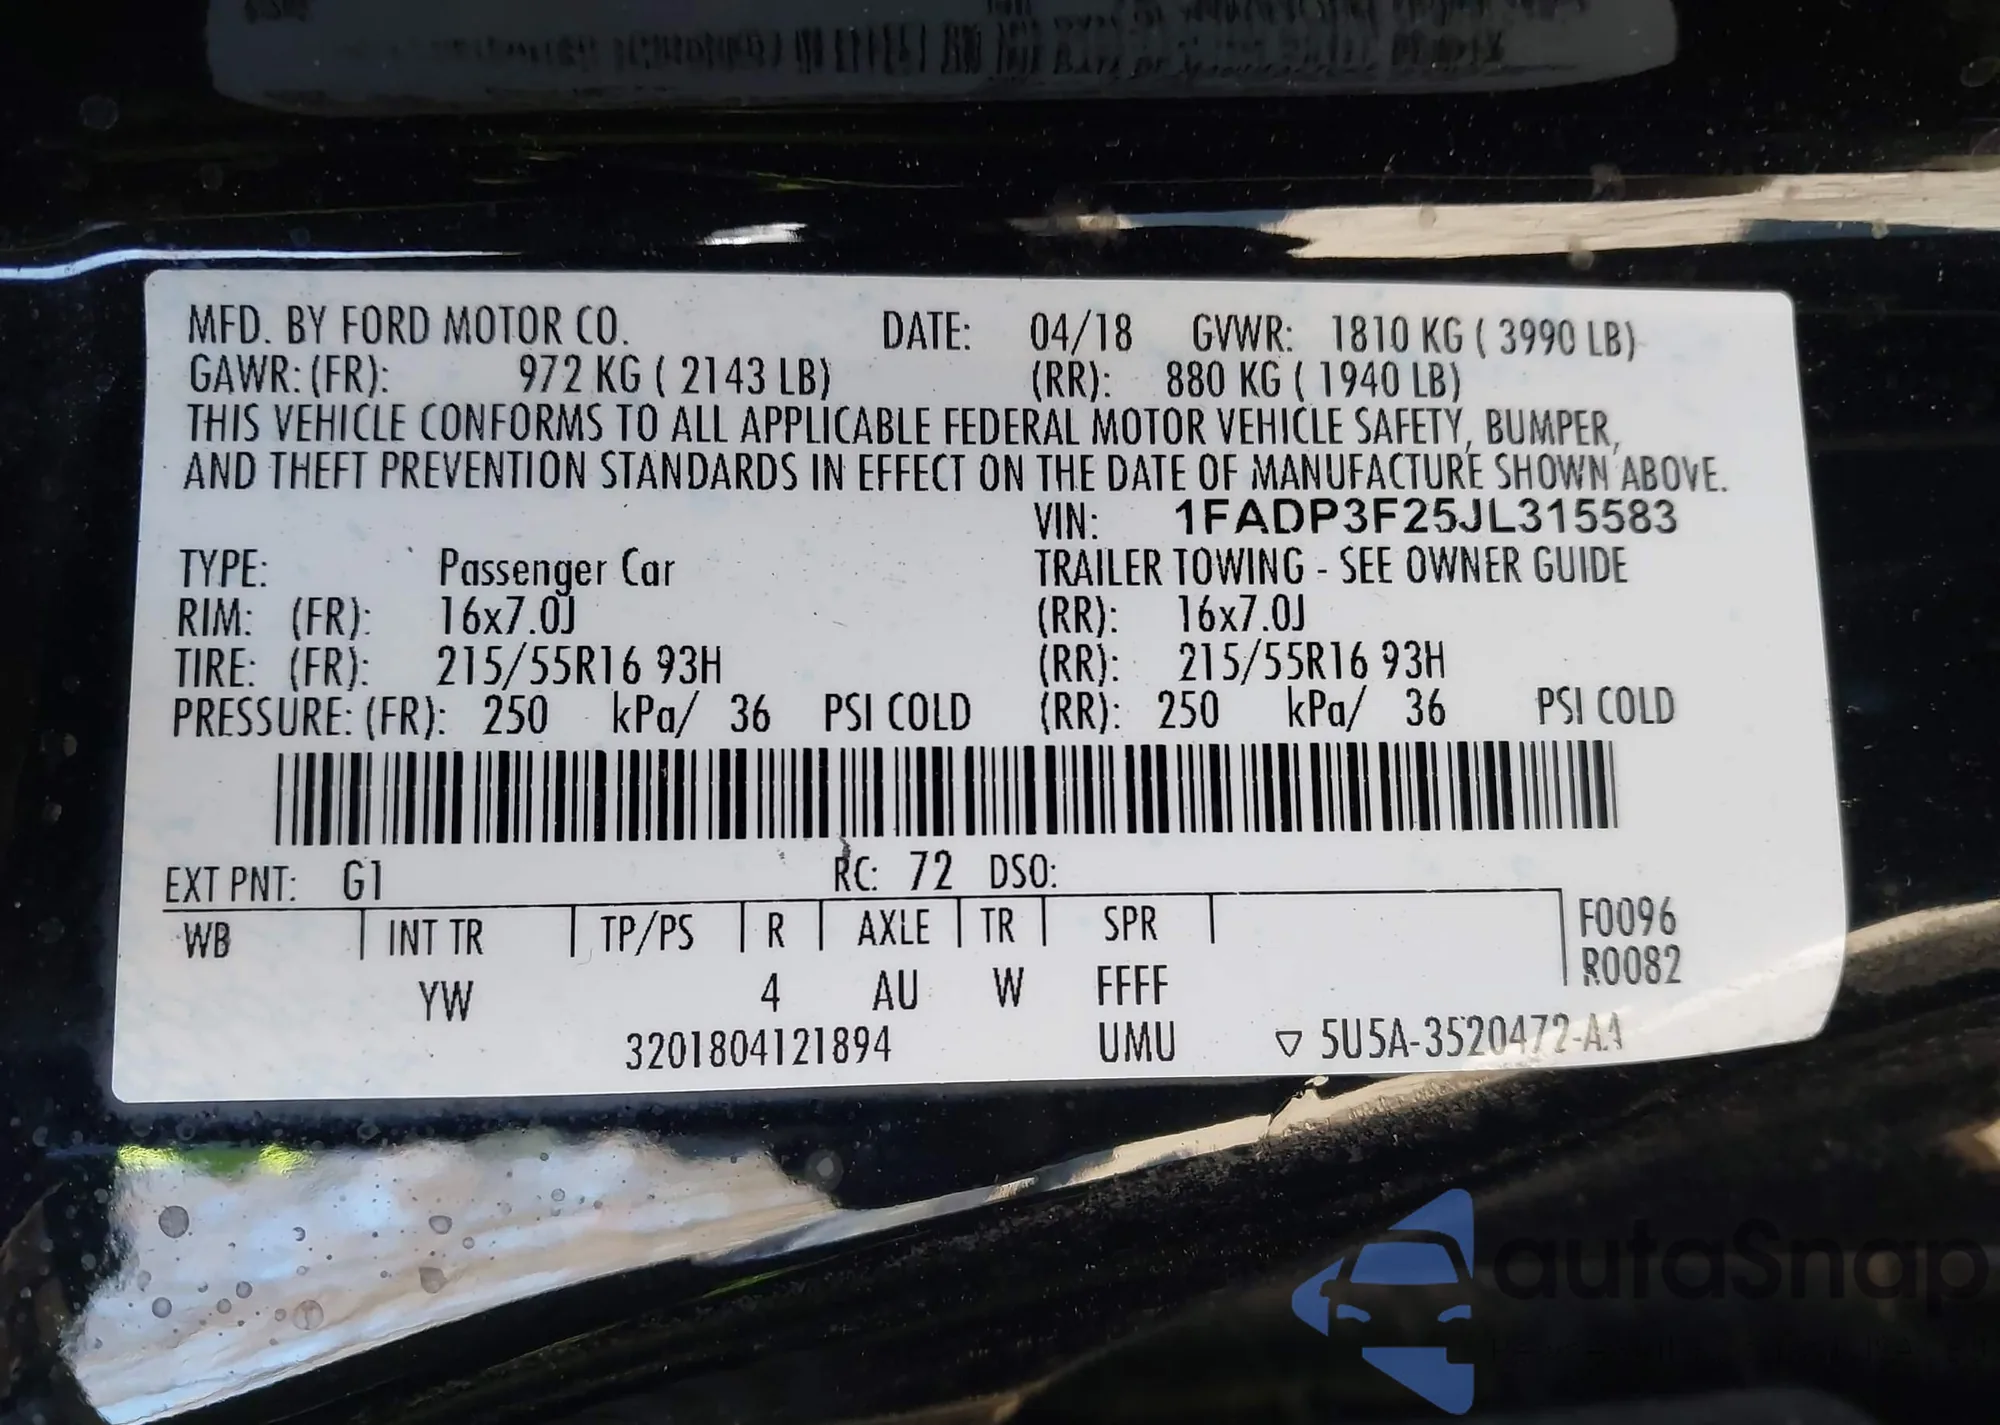 MFD. BY FORD MOTOR CO. DATE: 04/18 GVWR: 1810 KG ( 3990 LB)
GAWR: (FR): 972 KG ( 2143 LB) (RR): 880 KG ( 1940 LB)
THIS VEHICLE CONFORMS TO ALL APPLICABLE FEDERAL MOTOR VEHICLE SAFETY, BUMPER,
AND THEFT PREVENTION STANDARDS IN EFFECT ON THE DATE OF MANUFACTURE SHOWN ABOVE.
VIN: 1FADP3F25JL315583
TYPE: Passenger Car TRAILER TOWING - SEE OWNER GUIDE
RIM: (FR): 16x7.0J (RR): 16x7.0J
TIRE: (FR): 215/55R16 93H (RR): 215/55R16 93H
PRESSURE: (FR): 250 kPa/ 36 PSI COLD (RR): 250 kPa/ 36 PSI COLD
EXT PNT: G1 RC: 72 DSO:
WB INT TR TP/PS R AXLE TR SPR F0096
R0082
YW 4 AU W FFFF
3201804121894 UMU ▽ 5U5A-3520472-AA
autaSnap